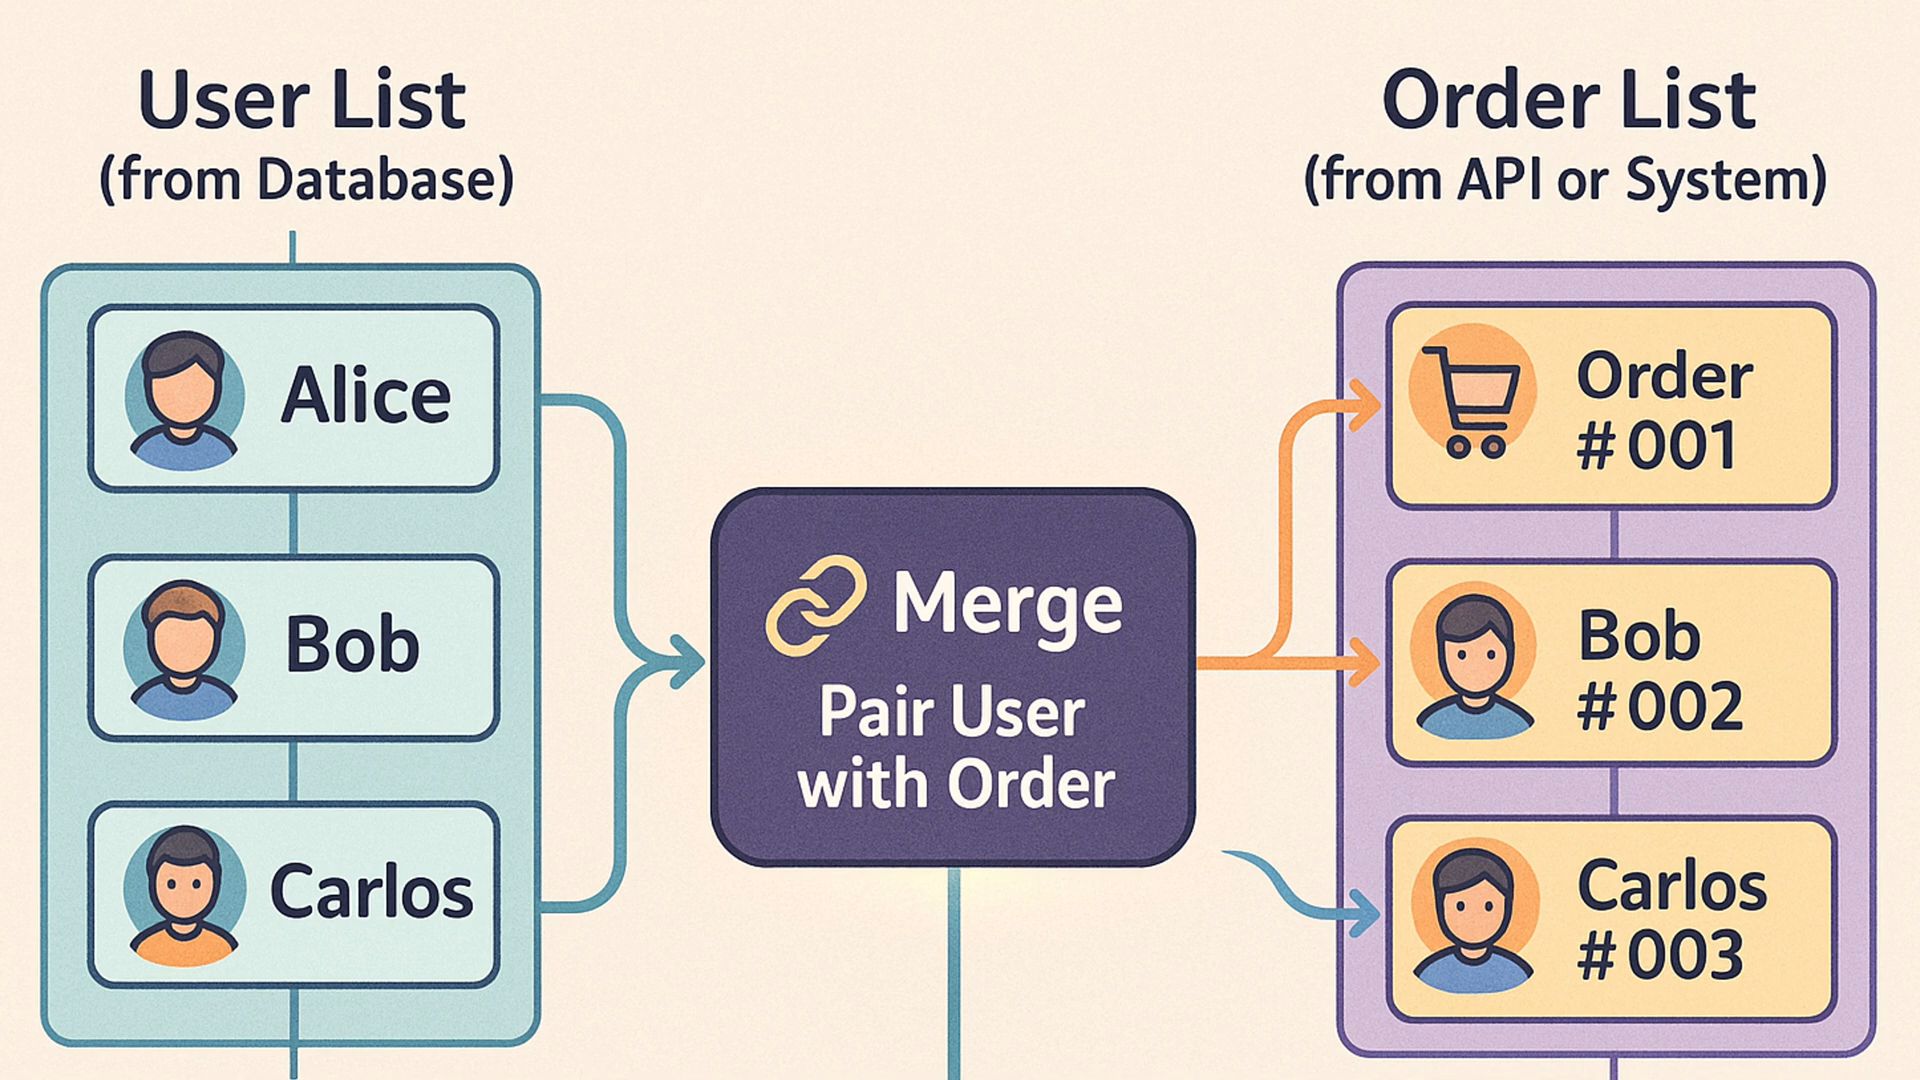 User List
(from Database)
Alice
Bob
Carlos
Merge
Pair User
with Order
Order List
(from API or System)
Order
#001
Bob
#002
Carlos
#003